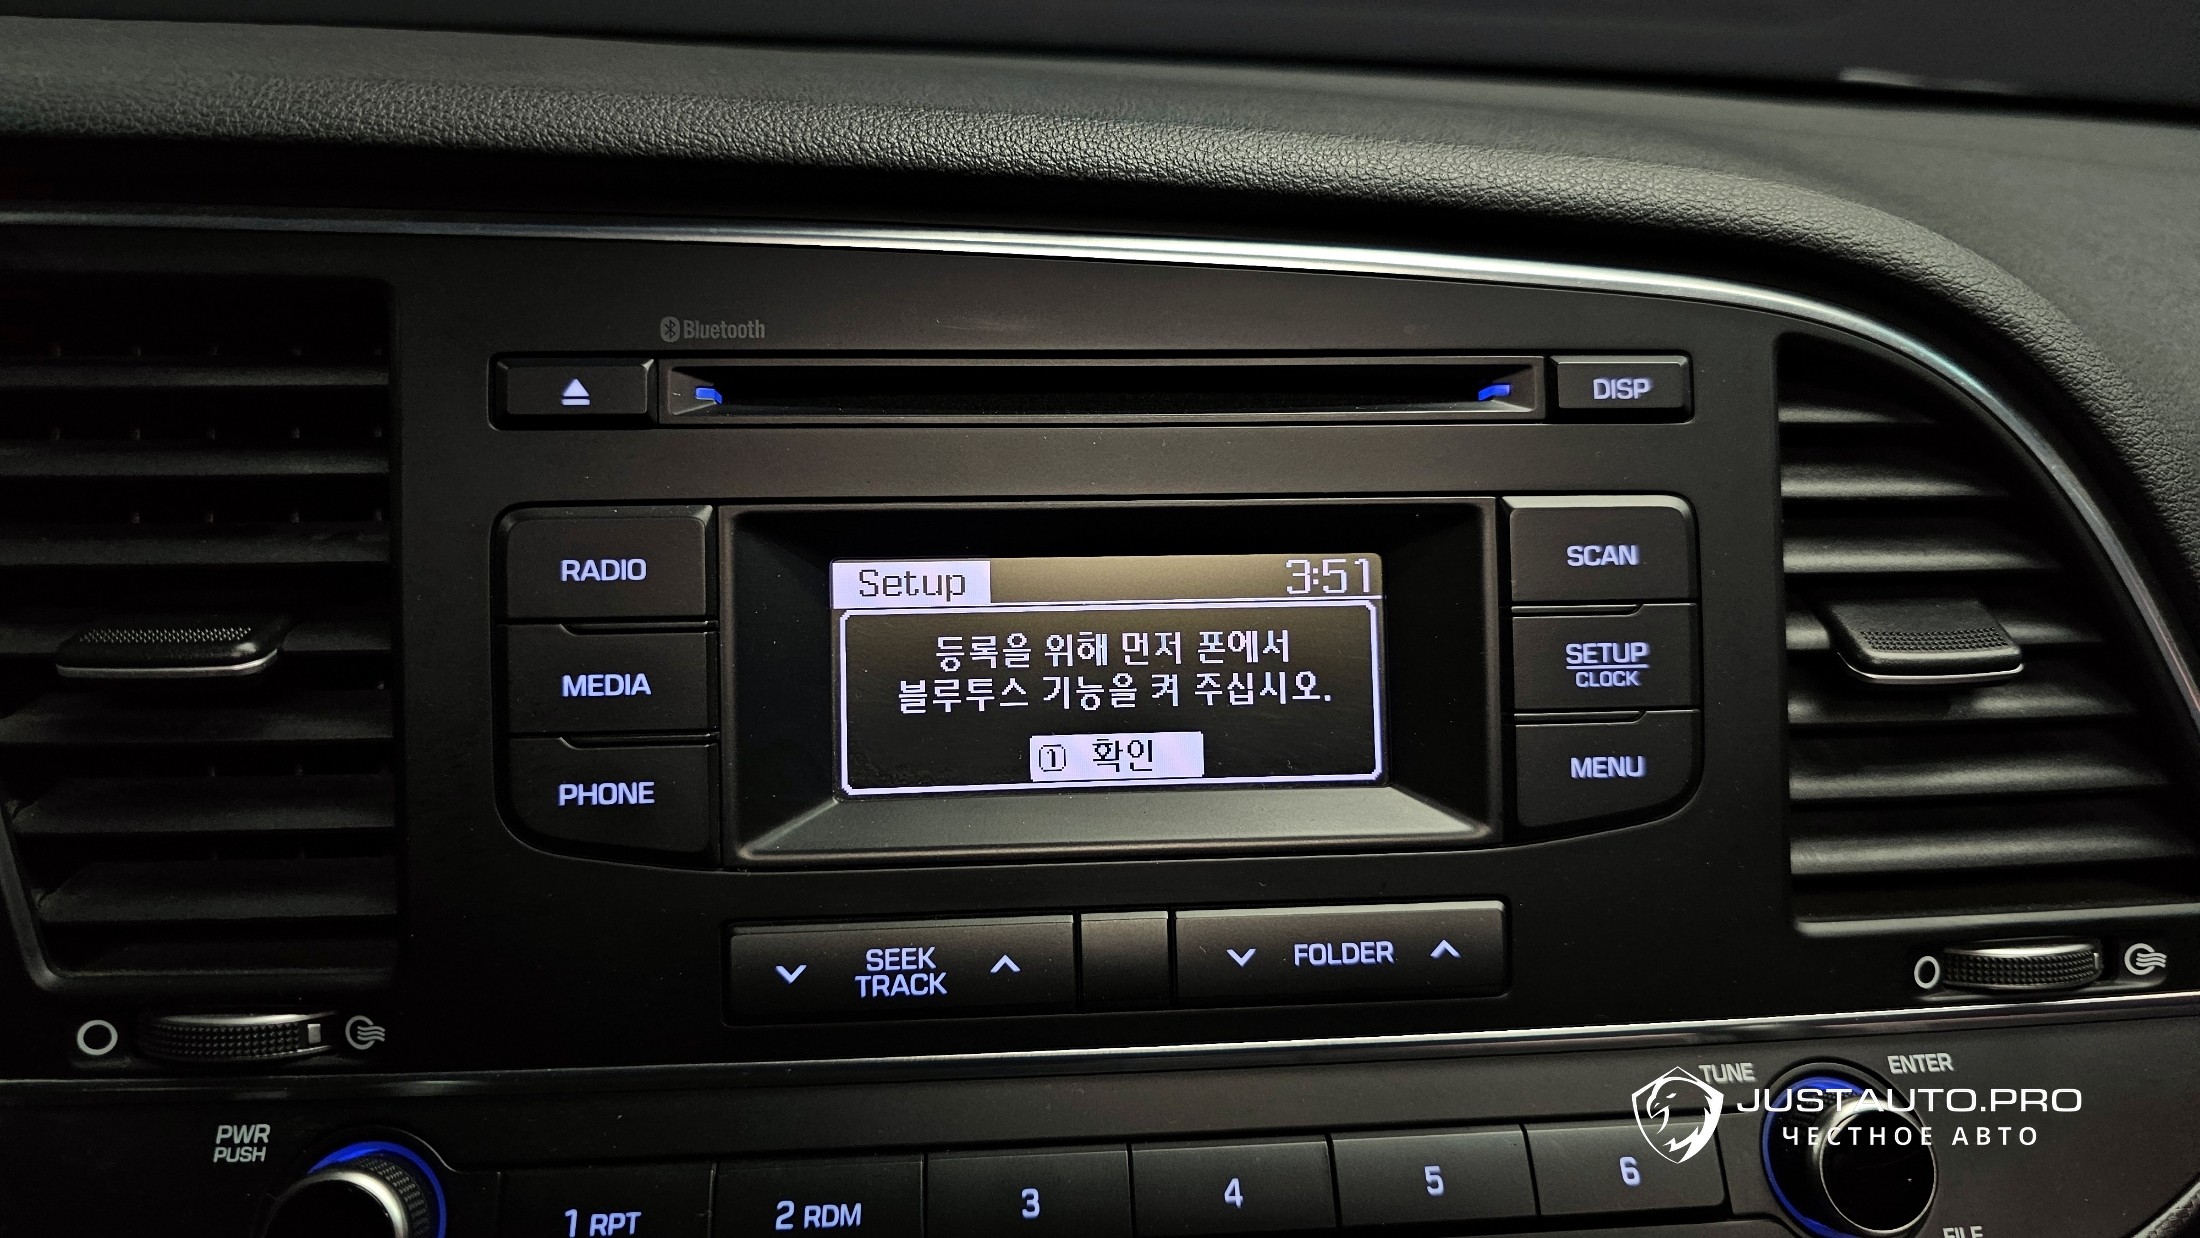 Bluetooth
DISP
RADIO
SCAN
Setup 3:51
등록을 위해 먼저 폰에서
블루투스 기능을 켜 주십시오.
① 확인
MEDIA
SETUP
CLOCK
PHONE
MENU
SEEK
TRACK
FOLDER
TUNE
ENTER
JUSTAUTO.PRO
ЧЕСТНОЕ АВТО
PWR
PUSH
1 RPT
2 RDM
3
4
5
6
FILE